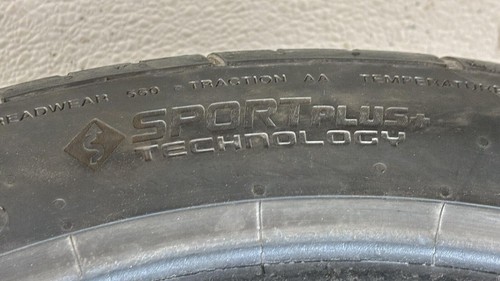 READWEAR 560 - TRACTION AA TEMPERATURE
SPORTPLUS+
TECHNOLOGY